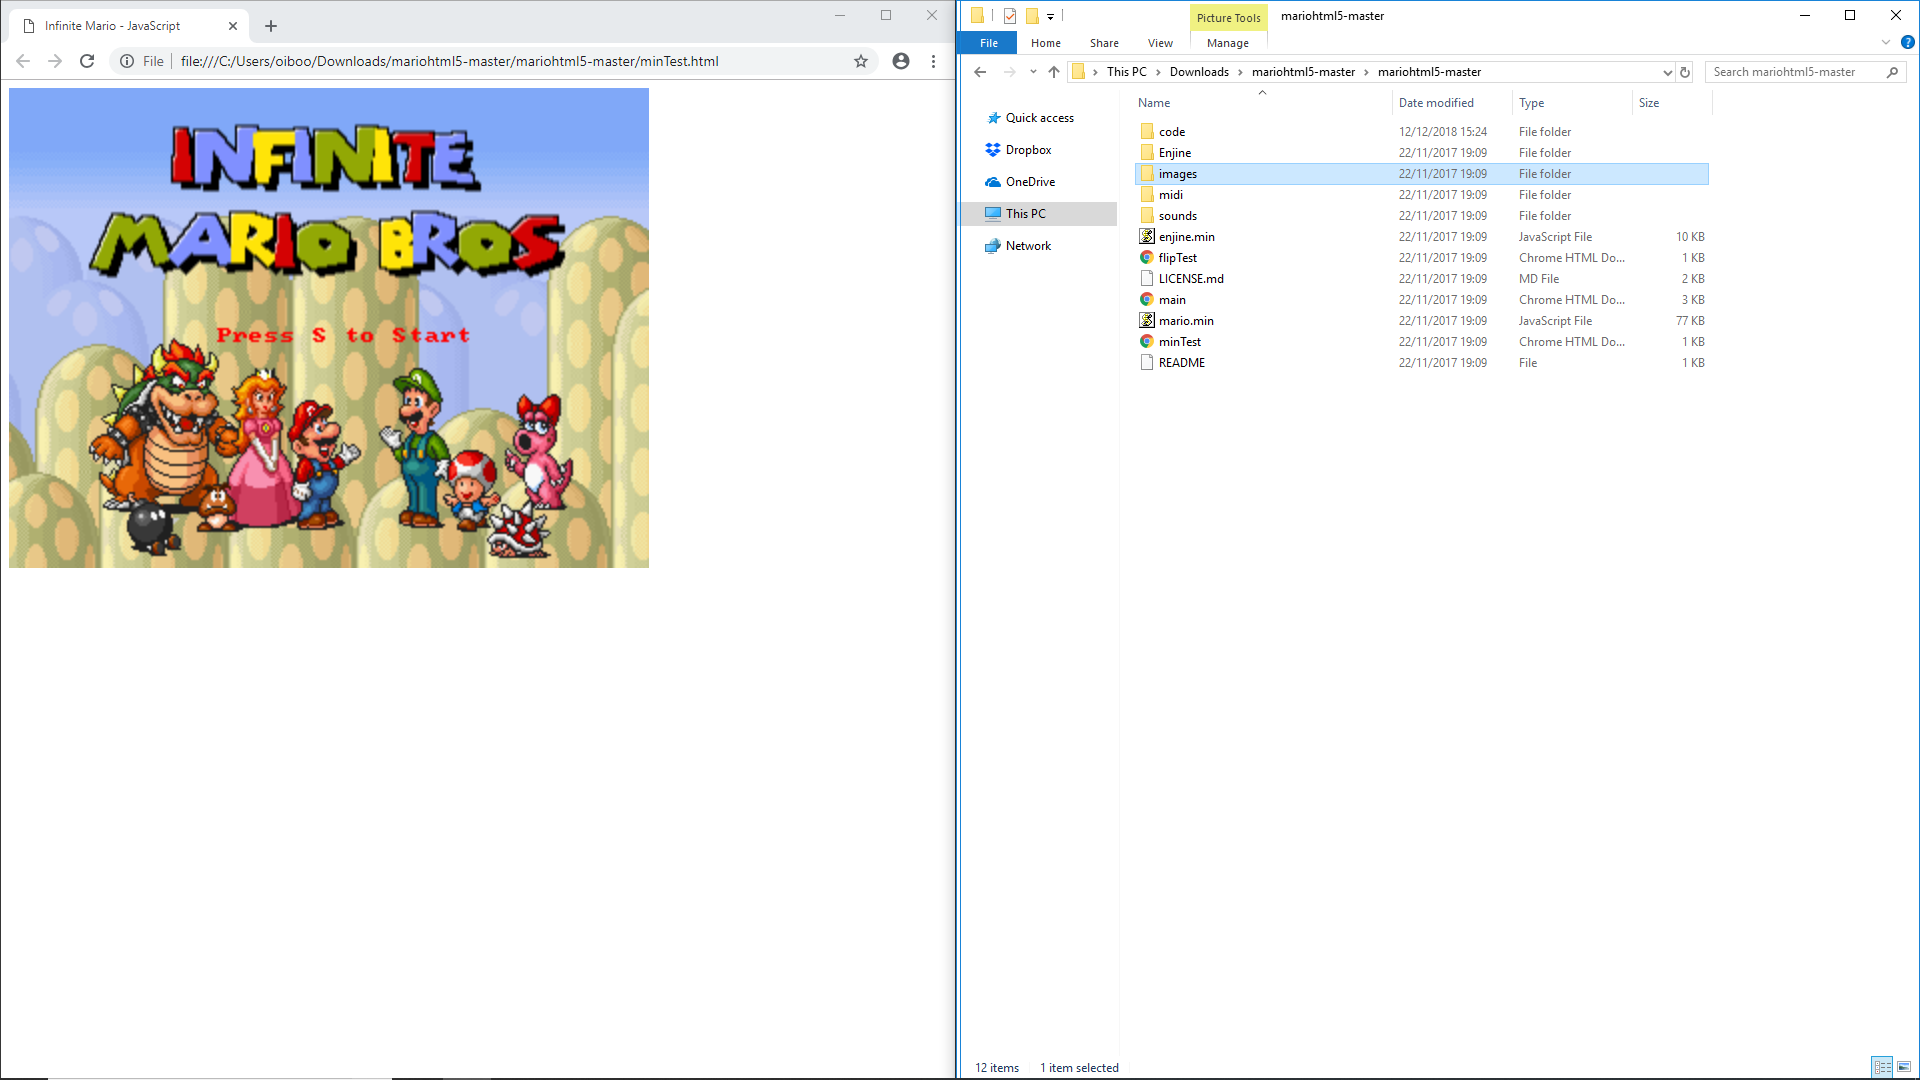 Infinite Mario - JavaScript
File
file:///C:/Users/oiboo/Downloads/mariohtml5-master/mariohtml5-master/minTest.html
INFINITE
MARIO BROS
Press S to Start
Picture Tools
mariohtml5-master
File
Home
Share
View
Manage
This PC
Downloads
mariohtml5-master
mariohtml5-master
Search mariohtml5-master
Quick access
Dropbox
OneDrive
This PC
Network
Name Date modified Type Size
code 12/12/2018 15:24 File folder
Enjine 22/11/2017 19:09 File folder
images 22/11/2017 19:09 File folder
midi 22/11/2017 19:09 File folder
sounds 22/11/2017 19:09 File folder
enjine.min 22/11/2017 19:09 JavaScript File 10 KB
flipTest 22/11/2017 19:09 Chrome HTML Do... 1 KB
LICENSE.md 22/11/2017 19:09 MD File 2 KB
main 22/11/2017 19:09 Chrome HTML Do... 3 KB
mario.min 22/11/2017 19:09 JavaScript File 77 KB
minTest 22/11/2017 19:09 Chrome HTML Do... 1 KB
README 22/11/2017 19:09 File 1 KB
12 items 1 item selected